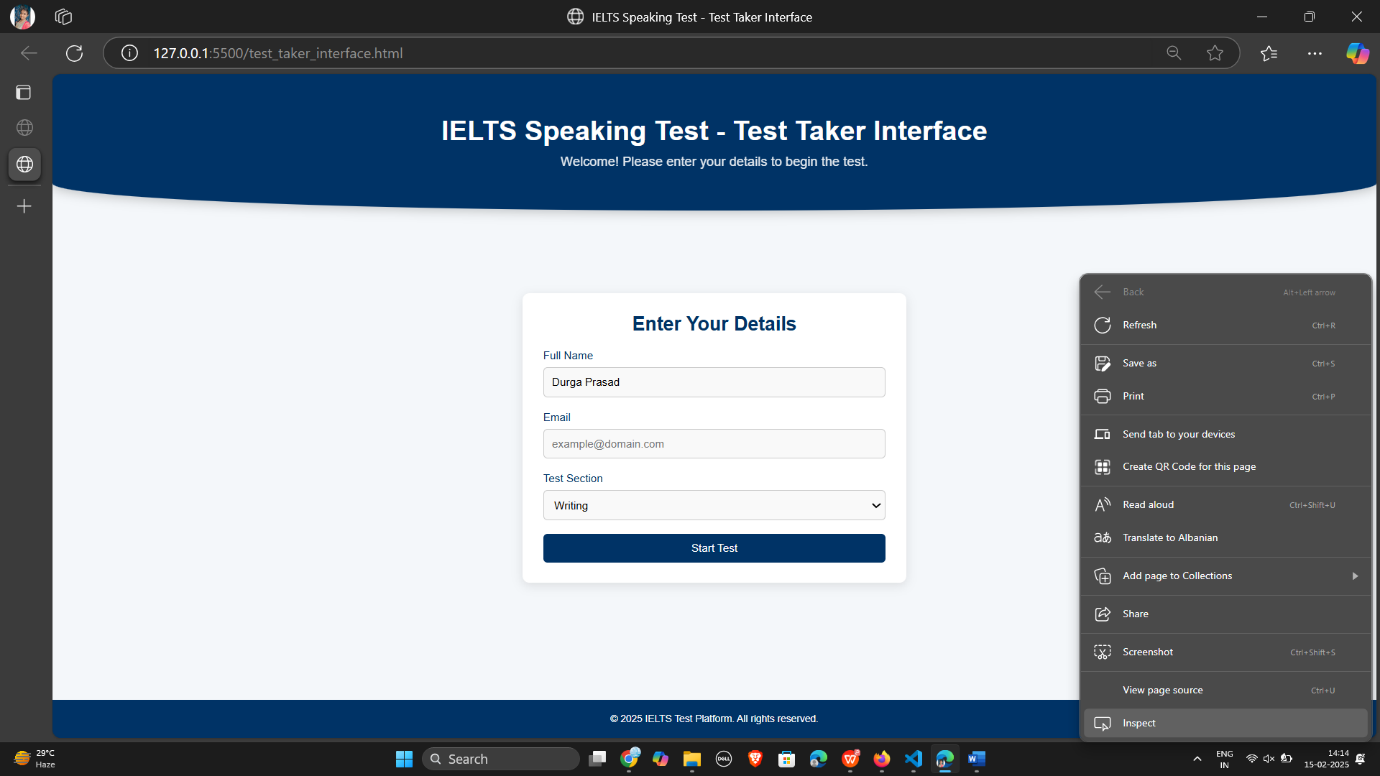 IELTS Speaking Test - Test Taker Interface
127.0.0.1:5500/test_taker_interface.html
IELTS Speaking Test - Test Taker Interface
Welcome! Please enter your details to begin the test.
Enter Your Details
Full Name
Durga Prasad
Email
example@domain.com
Test Section
Writing
Start Test
© 2025 IELTS Test Platform. All rights reserved.
Back Alt+Left arrow
Refresh Ctrl+R
Save as Ctrl+S
Print Ctrl+P
Send tab to your devices
Create QR Code for this page
Read aloud Ctrl+Shift+U
Translate to Albanian
Add page to Collections
Share
Screenshot Ctrl+Shift+S
View page source Ctrl+U
Inspect
29°C
Haze
Search
DELL
ENG
IN
14:14
15-02-2025